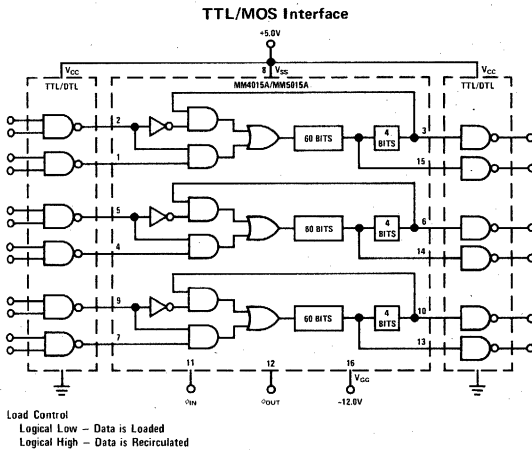 TTL/MOS Interface
+5.0V
8 VSS
VCC
TTL/DTL
MM4015A/MM5015A
VCC
TTL/DTL
2
60 BITS
4 BITS
3
1
15
5
60 BITS
4 BITS
6
4
14
9
60 BITS
4 BITS
10
7
13
11
12
16
VGG
øIN
øOUT
-12.0V
Load Control
Logical Low – Data is Loaded
Logical High – Data is Recirculated